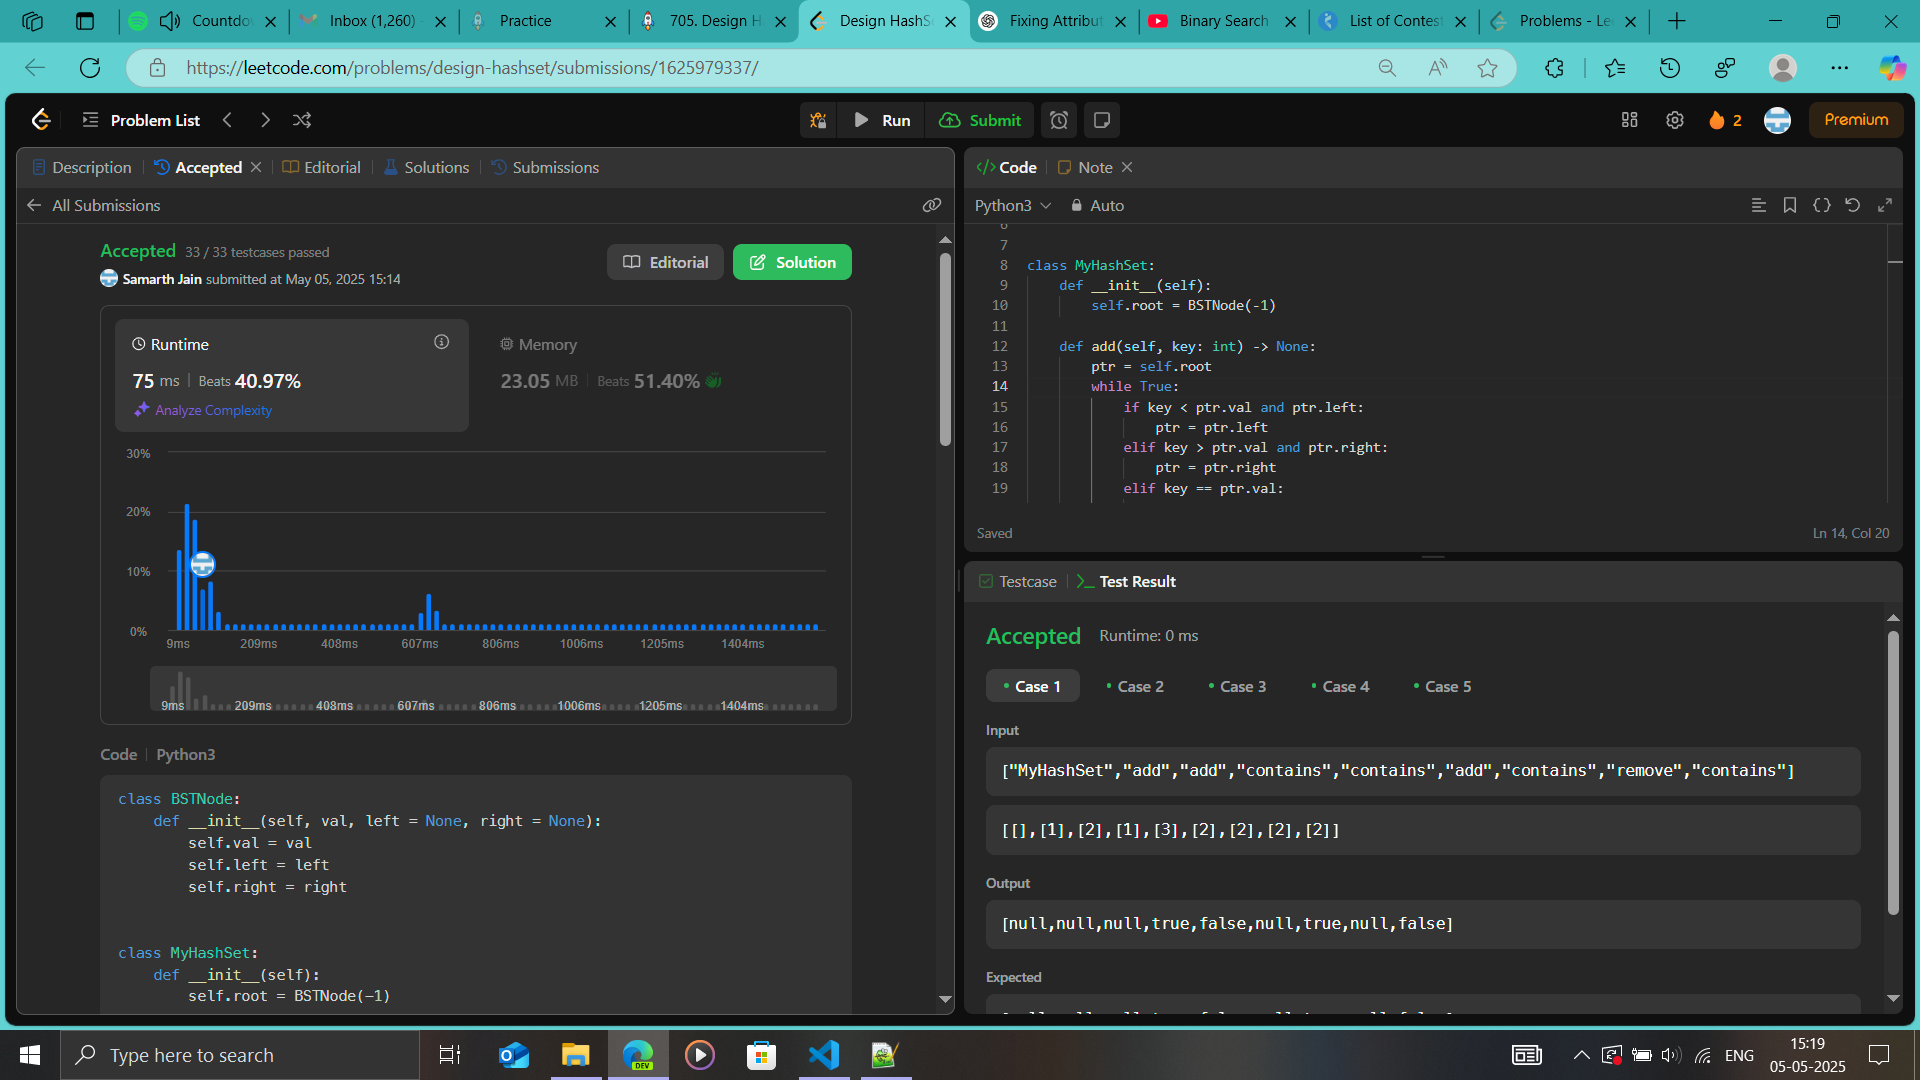 Countdo
Inbox (1,260)
Practice
705. Design H
Design HashS
Fixing Attribut
Binary Search
List of Contest
Problems - Le
https://leetcode.com/problems/design-hashset/submissions/1625979337/
Problem List
Run
Submit
2
Premium
Description
Accepted
Editorial
Solutions
Submissions
All Submissions
Accepted 33 / 33 testcases passed
Samarth Jain submitted at May 05, 2025 15:14
Editorial
Solution
Runtime
75 ms | Beats 40.97%
Analyze Complexity
Memory
23.05 MB | Beats 51.40%
30%
20%
10%
0%
9ms 209ms 408ms 607ms 806ms 1006ms 1205ms 1404ms
9ms 209ms 408ms 607ms 806ms 1006ms 1205ms 1404ms
Code | Python3
class BSTNode:
    def __init__(self, val, left = None, right = None):
        self.val = val
        self.left = left
        self.right = right
class MyHashSet:
    def __init__(self):
        self.root = BSTNode(-1)
Code
Note
Python3
Auto
6
7
8 class MyHashSet:
9     def __init__(self):
10         self.root = BSTNode(-1)
11
12     def add(self, key: int) -> None:
13         ptr = self.root
14         while True:
15             if key < ptr.val and ptr.left:
16                 ptr = ptr.left
17             elif key > ptr.val and ptr.right:
18                 ptr = ptr.right
19             elif key == ptr.val:
Saved
Ln 14, Col 20
Testcase
Test Result
Accepted Runtime: 0 ms
Case 1
Case 2
Case 3
Case 4
Case 5
Input
["MyHashSet","add","add","contains","contains","add","contains","remove","contains"]
[[],[1],[2],[1],[3],[2],[2],[2],[2]]
Output
[null,null,null,true,false,null,true,null,false]
Expected
Type here to search
DEV
ENG
15:19
05-05-2025